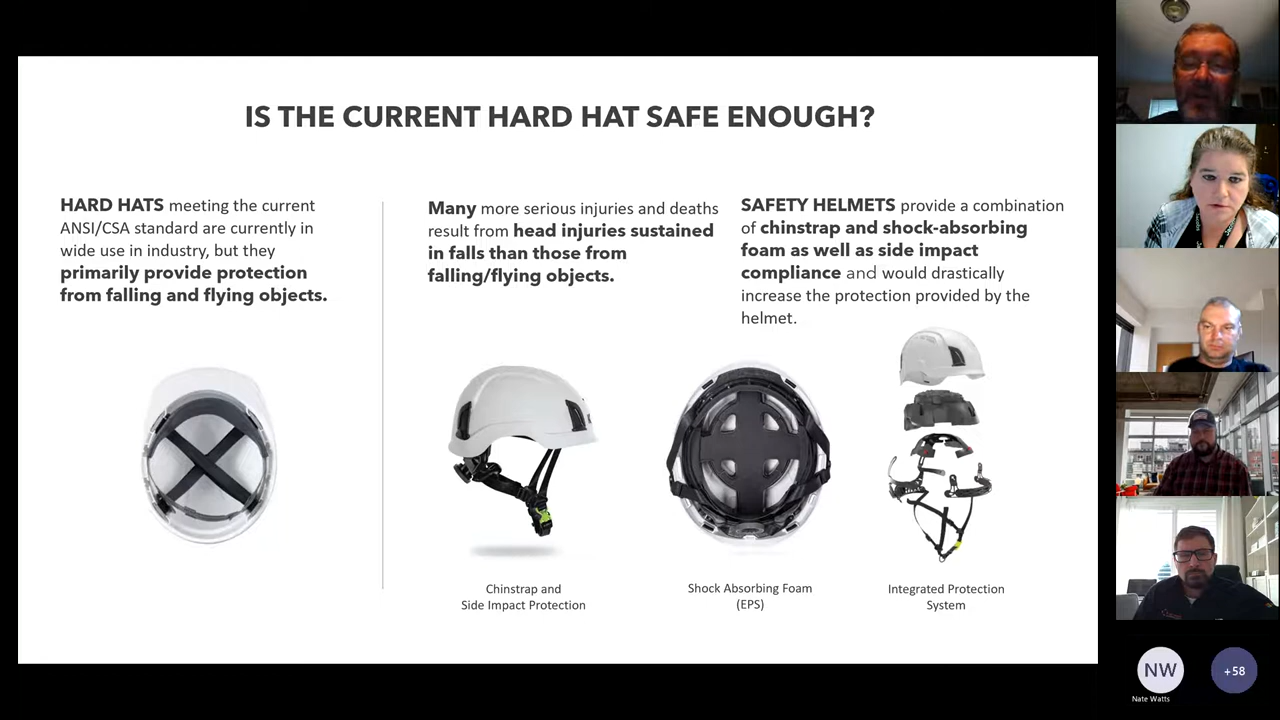 IS THE CURRENT HARD HAT SAFE ENOUGH?
HARD HATS meeting the current
ANSI/CSA standard are currently in
wide use in industry, but they
primarily provide protection
from falling and flying objects.
Many more serious injuries and deaths
result from head injuries sustained
in falls than those from
falling/flying objects.
SAFETY HELMETS provide a combination
of chinstrap and shock-absorbing
foam as well as side impact
compliance and would drastically
increase the protection provided by the
helmet.
Chinstrap and
Side Impact Protection
Shock Absorbing Foam
(EPS)
Integrated Protection
System
NW
Nate Watts
+58